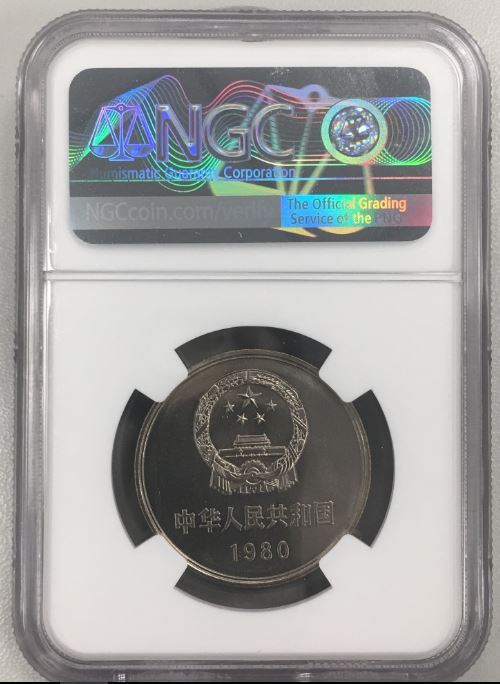 NGC
Numismatic Guaranty Corporation
NGCcoin.com/verify
The Official Grading
Service of the PNG
中华人民共和国
1980